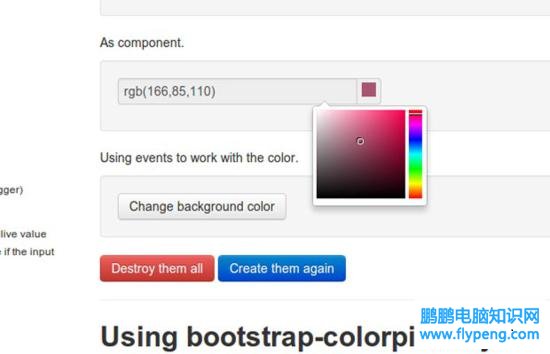 As component.
rgb(166,85,110)
Using events to work with the color.
gger)
Change background color
live value
if the input
Destroy them all
Create them again
Using bootstrap-colorpi
鹏鹏电脑知识网
www.flypeng.com